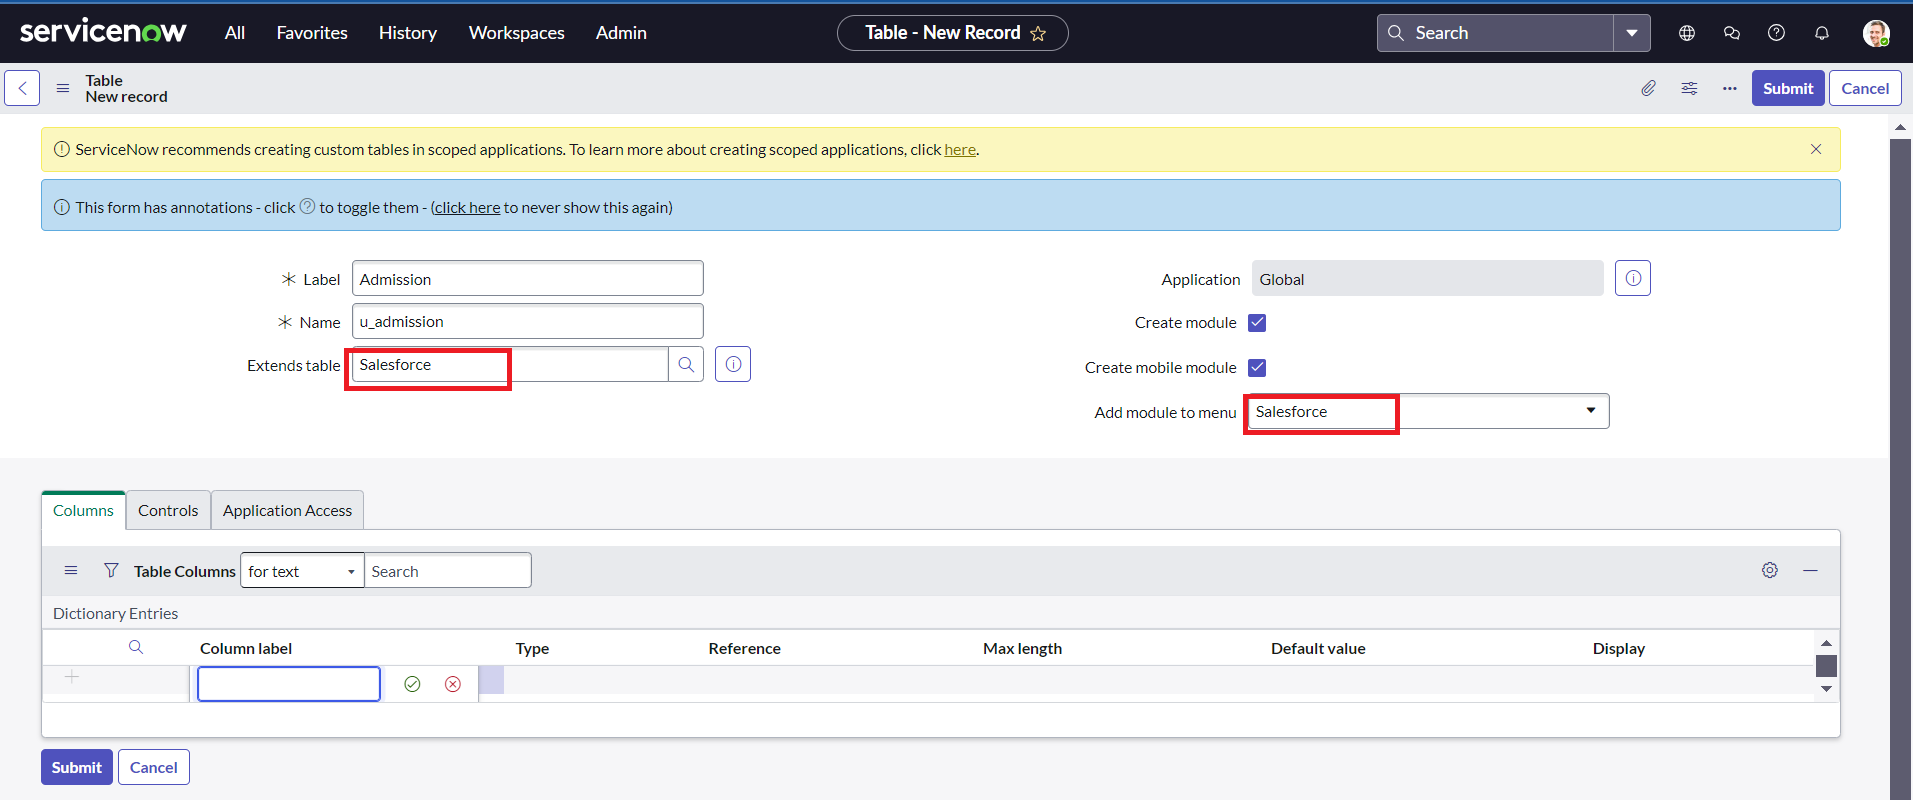 servicenow All Favorites History Workspaces Admin Table - New Record Search
Table
New record
Submit Cancel
ServiceNow recommends creating custom tables in scoped applications. To learn more about creating scoped applications, click here.
This form has annotations - click ? to toggle them - (click here to never show this again)
Label Admission
Name u_admission
Extends table Salesforce
Application Global
Create module
Create mobile module
Add module to menu Salesforce
Columns Controls Application Access
Table Columns for text Search
Dictionary Entries
Column label Type Reference Max length Default value Display
Submit Cancel